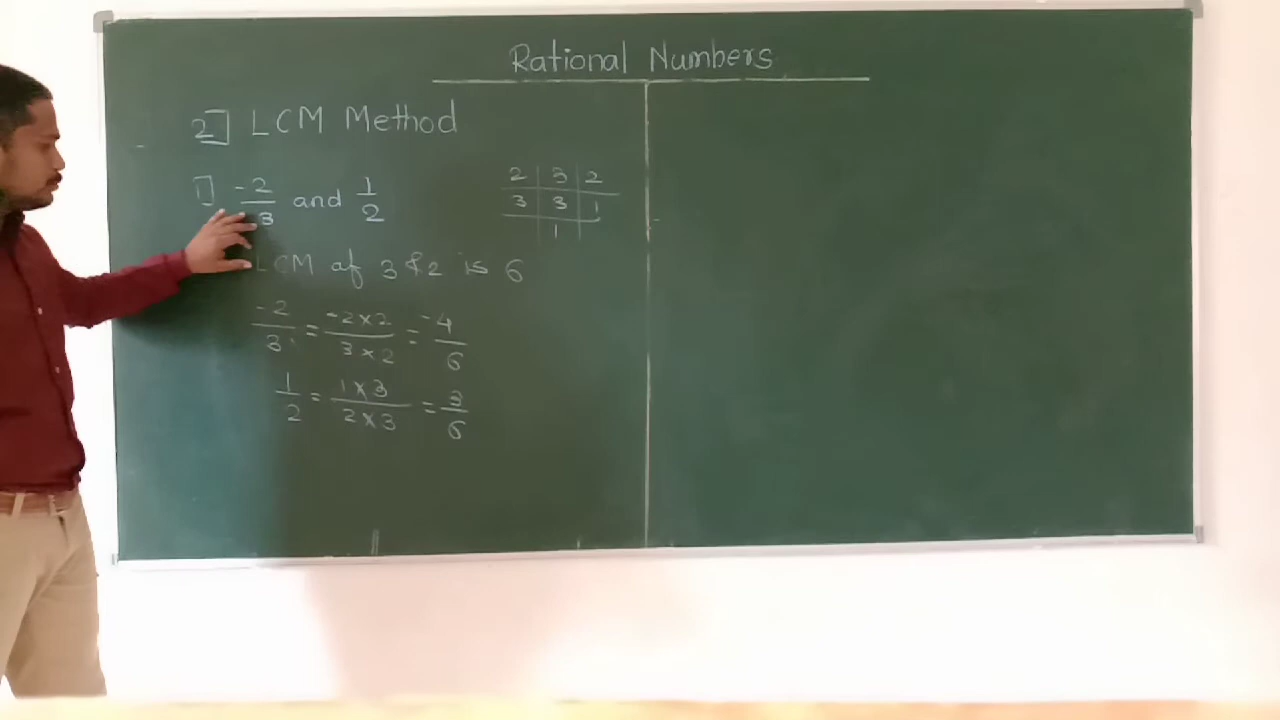 Rational Numbers
2] LCM Method
1] -2/3 and 1/2
2 | 3 | 2
3 | 3 | 1
1
LCM of 3 & 2 is 6
-2/3 = -2×2/3×2 = -4/6
1/2 = 1×3/2×3 = 3/6